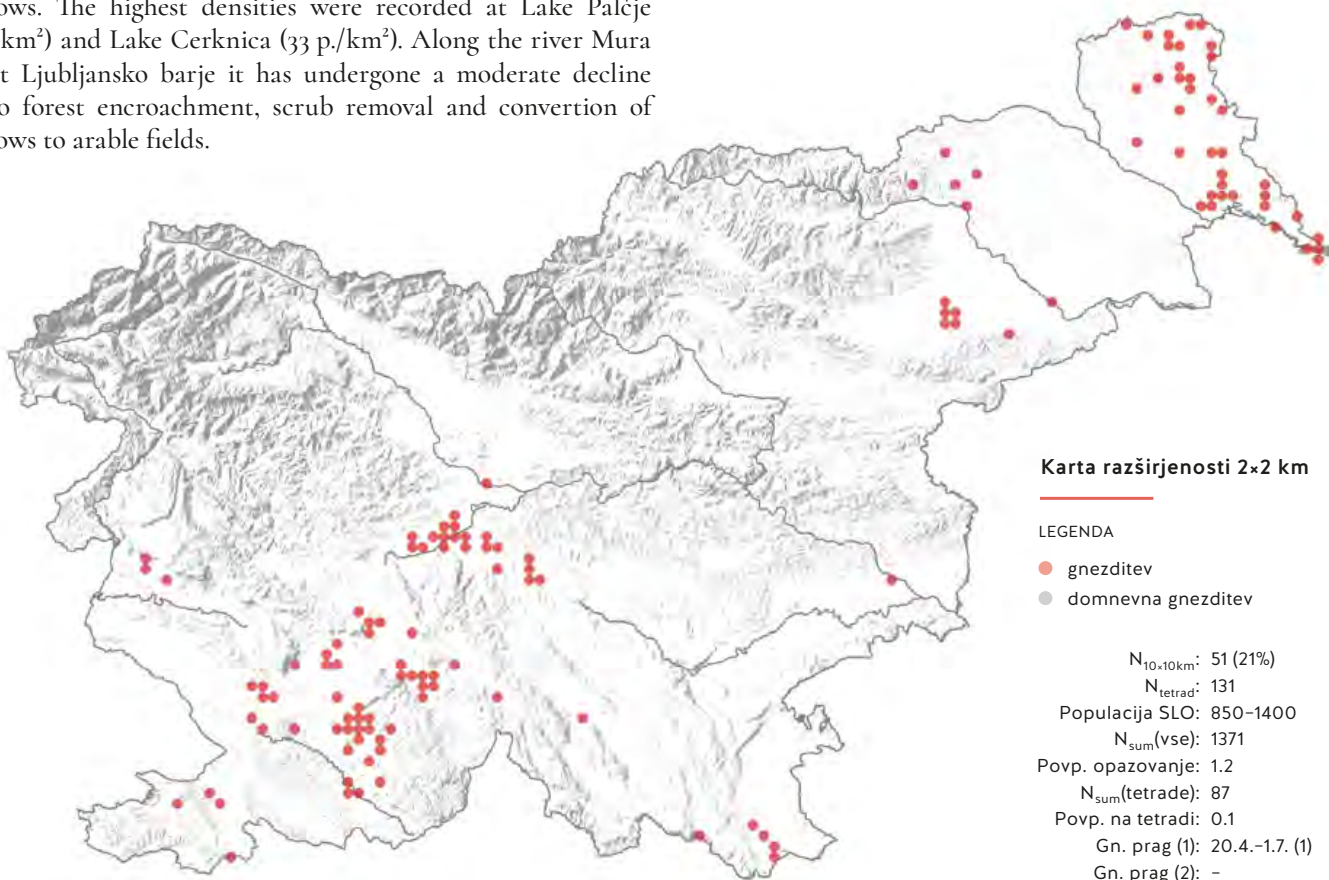 ows. The highest densities were recorded at Lake Palčje
km²) and Lake Cerknica (33 p./km²). Along the river Mura
t Ljubljansko barje it has undergone a moderate decline
o forest encroachment, scrub removal and convertion of
ows to arable fields.
Karta razširjenosti 2×2 km
LEGENDA
gnezditev
domnevna gnezditev
N10×10km: 51 (21%)
Ntetrad: 131
Populacija SLO: 850–1400
Nsum(vse): 1371
Povp. opazovanje: 1.2
Nsum(tetrade): 87
Povp. na tetradi: 0.1
Gn. prag (1): 20.4.–1.7. (1)
Gn. prag (2): –